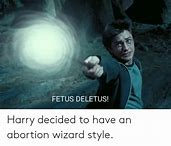 FETUS DELETUS!
Harry decided to have an
abortion wizard style.